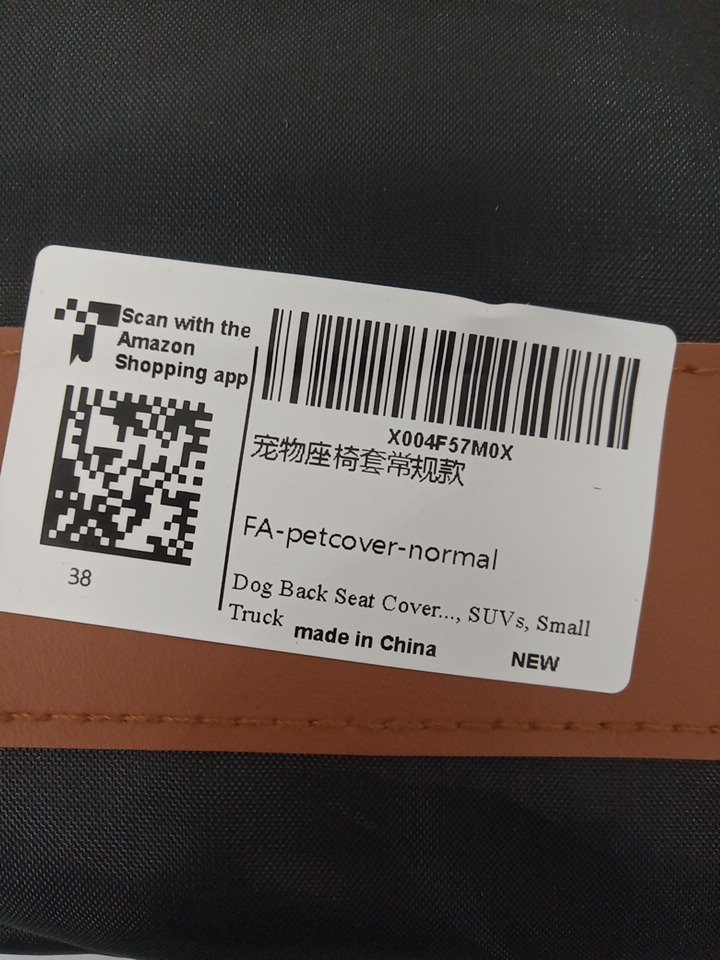 Scan with the
Amazon
Shopping app
38
X004F57M0X
宠物座椅套常规款
FA-petcover-normal
Dog Back Seat Cover..., SUVs, Small
Truck
made in China
NEW